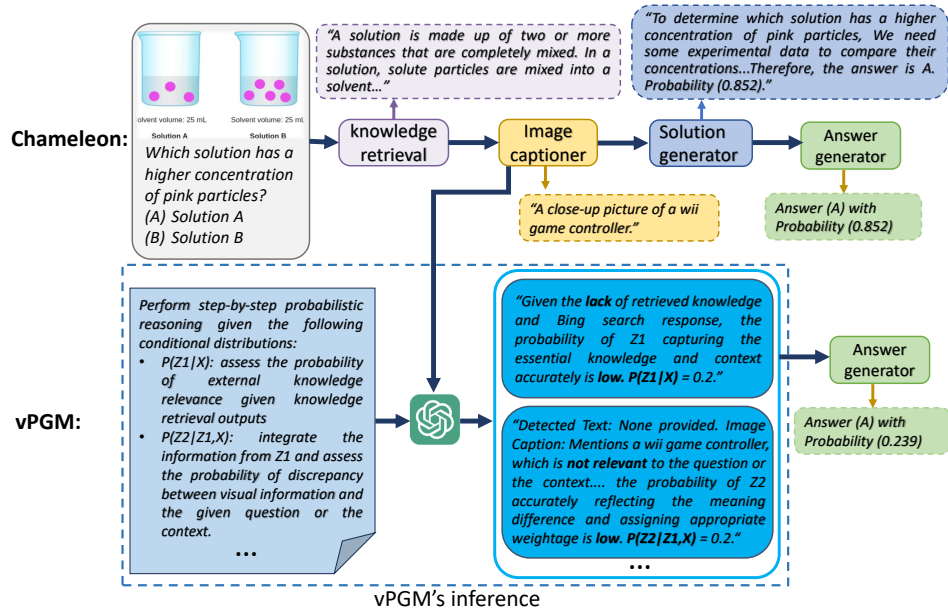 Solvent volume: 25 mL
Solvent volume: 25 mL
Solution A
Solution B
Which solution has a
higher concentration
of pink particles?
(A) Solution A
(B) Solution B
Chameleon:
“A solution is made up of two or more
substances that are completely mixed. In a
solution, solute particles are mixed into a
solvent…”
“To determine which solution has a higher
concentration of pink particles, We need
some experimental data to compare their
concentrations...Therefore, the answer is A.
Probability (0.852).”
knowledge
retrieval
Image
captioner
Solution
generator
Answer
generator
“A close-up picture of a wii
game controller.”
Answer (A) with
Probability (0.852)
vPGM:
Perform step-by-step probabilistic
reasoning given the following
conditional distributions:
• P(Z1|X): assess the probability
of external knowledge
relevance given knowledge
retrieval outputs
• P(Z2|Z1,X): integrate the
information from Z1 and assess
the probability of discrepancy
between visual information and
the given question or the
context.
…
“Given the lack of retrieved knowledge
and Bing search response, the
probability of Z1 capturing the
essential knowledge and context
accurately is low. P(Z1|X) = 0.2.”
“Detected Text: None provided. Image
Caption: Mentions a wii game controller,
which is not relevant to the question or
the context…. the probability of Z2
accurately reflecting the meaning
difference and assigning appropriate
weightage is low. P(Z2|Z1,X) = 0.2.”
…
Answer
generator
Answer (A) with
Probability (0.239)
vPGM’s inference